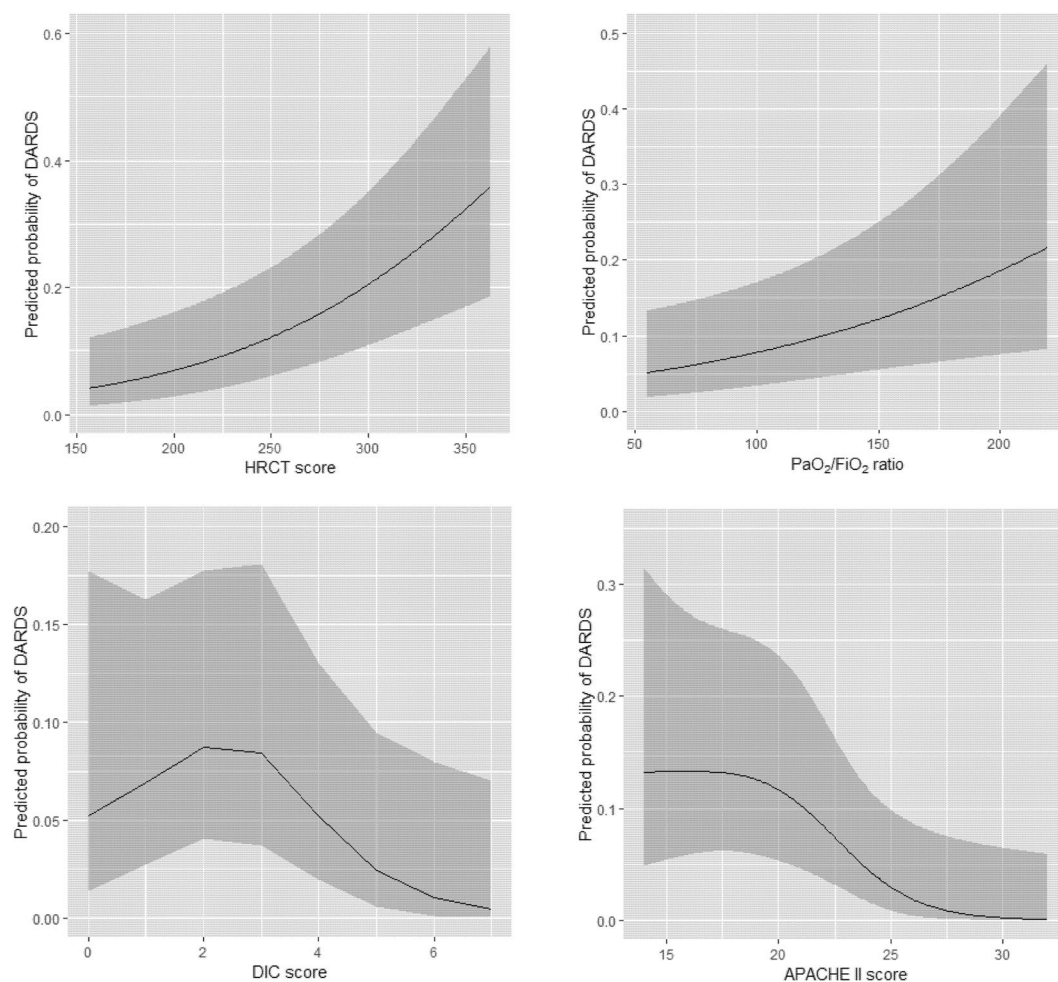 Predicted probability of DARDS
0.6
0.4
0.2
0.0
150 200 250 300 350
HRCT score
Predicted probability of DARDS
0.5
0.4
0.3
0.2
0.1
0.0
50 100 150 200
PaO₂/FiO₂ ratio
Predicted probability of DARDS
0.20
0.15
0.10
0.05
0.00
0 2 4 6
DIC score
Predicted probability of DARDS
0.3
0.2
0.1
0.0
15 20 25 30
APACHE II score